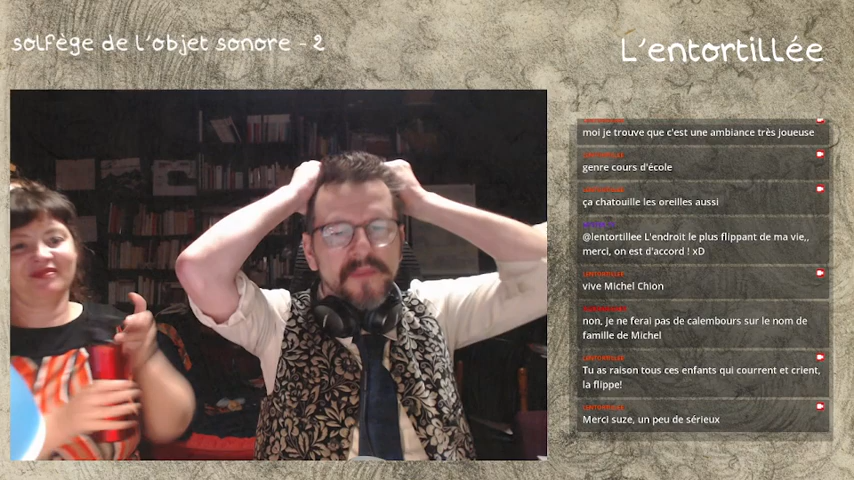 solfège de l'objet sonore - 2
L'entortillée
moi je trouve que c'est une ambiance très joueuse
genre cours d'école
ça chatouille les oreilles aussi
@lentortillee L'endroit le plus flippant de ma vie,,
merci, on est d'accord ! xD
vive Michel Chion
non, je ne ferai pas de calembours sur le nom de
famille de Michel
Tu as raison tous ces enfants qui courrent et crient,
la flippe!
Merci suze, un peu de sérieux